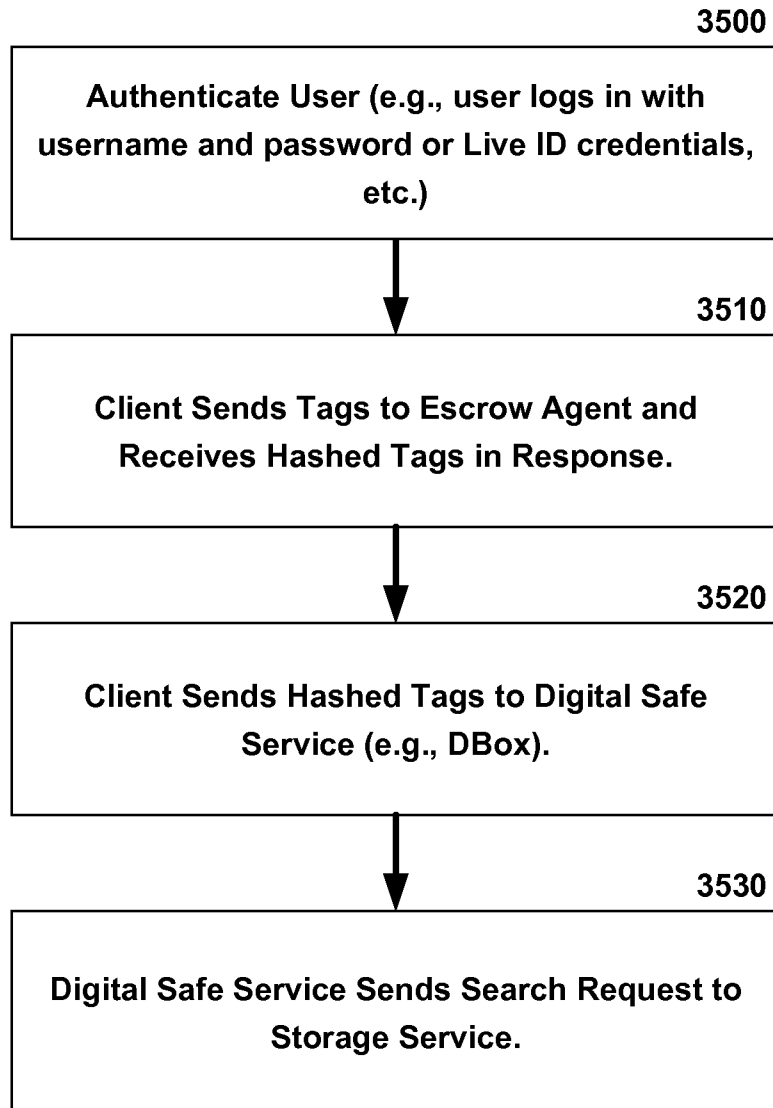 3500
Authenticate User (e.g., user logs in with
username and password or Live ID credentials,
etc.)
3510
Client Sends Tags to Escrow Agent and
Receives Hashed Tags in Response.
3520
Client Sends Hashed Tags to Digital Safe
Service (e.g., DBox).
3530
Digital Safe Service Sends Search Request to
Storage Service.